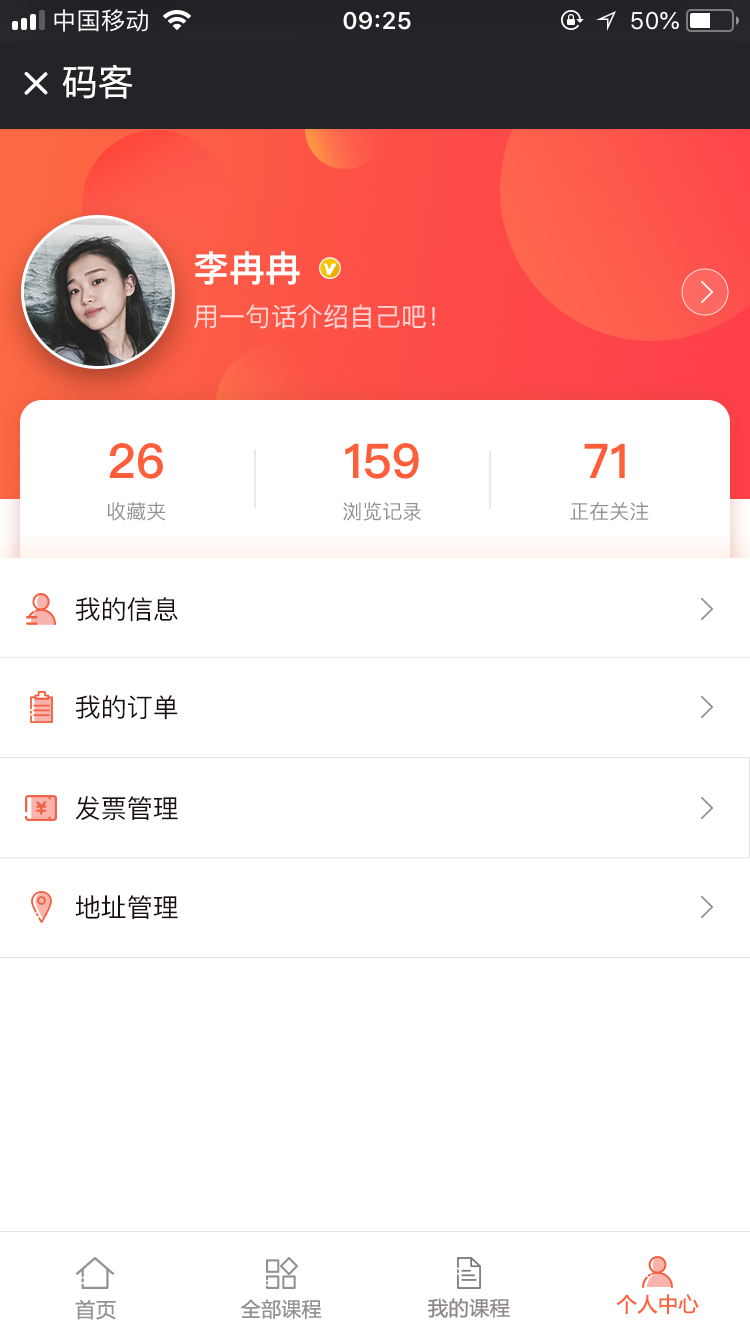 中国移动 09:25 50%
码客
李冉冉
用一句话介绍自己吧！
26 159 71
收藏夹 浏览记录 正在关注
我的信息
我的订单
发票管理
地址管理
首页 全部课程 我的课程 个人中心